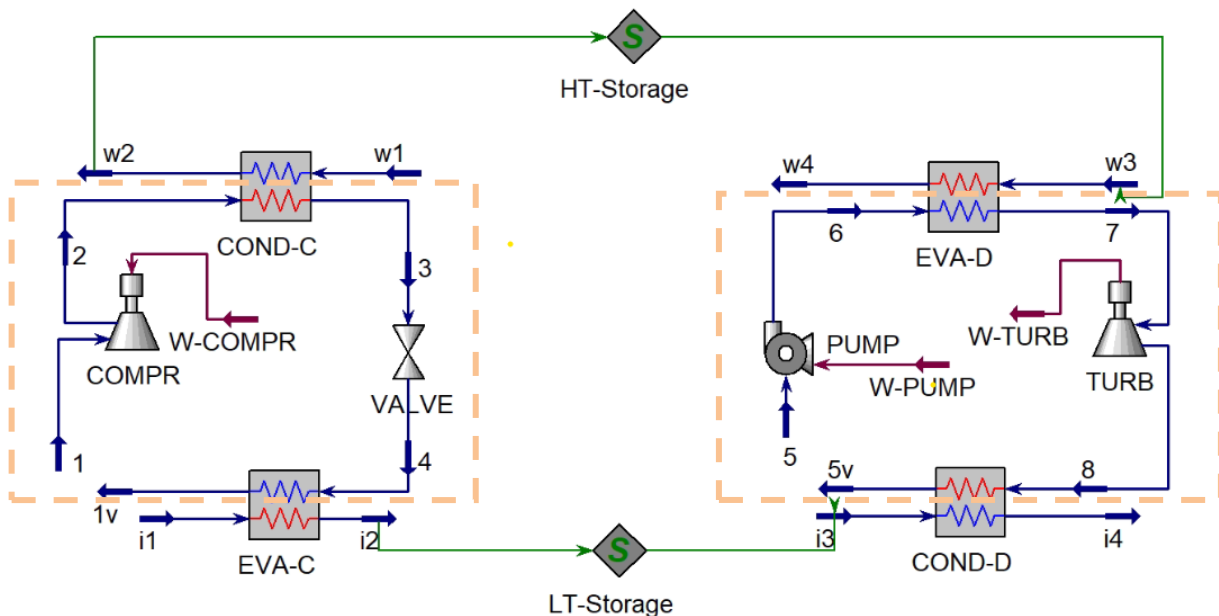 S
HT-Storage
w2
w1
w4
w3
2
COND-C
3
6
EVA-D
7
W-COMPR
COMPR
VALVE
PUMP
W-PUMP
W-TURB
TURB
1
4
5
1v
5v
8
i1
i2
i3
i4
EVA-C
COND-D
S
LT-Storage